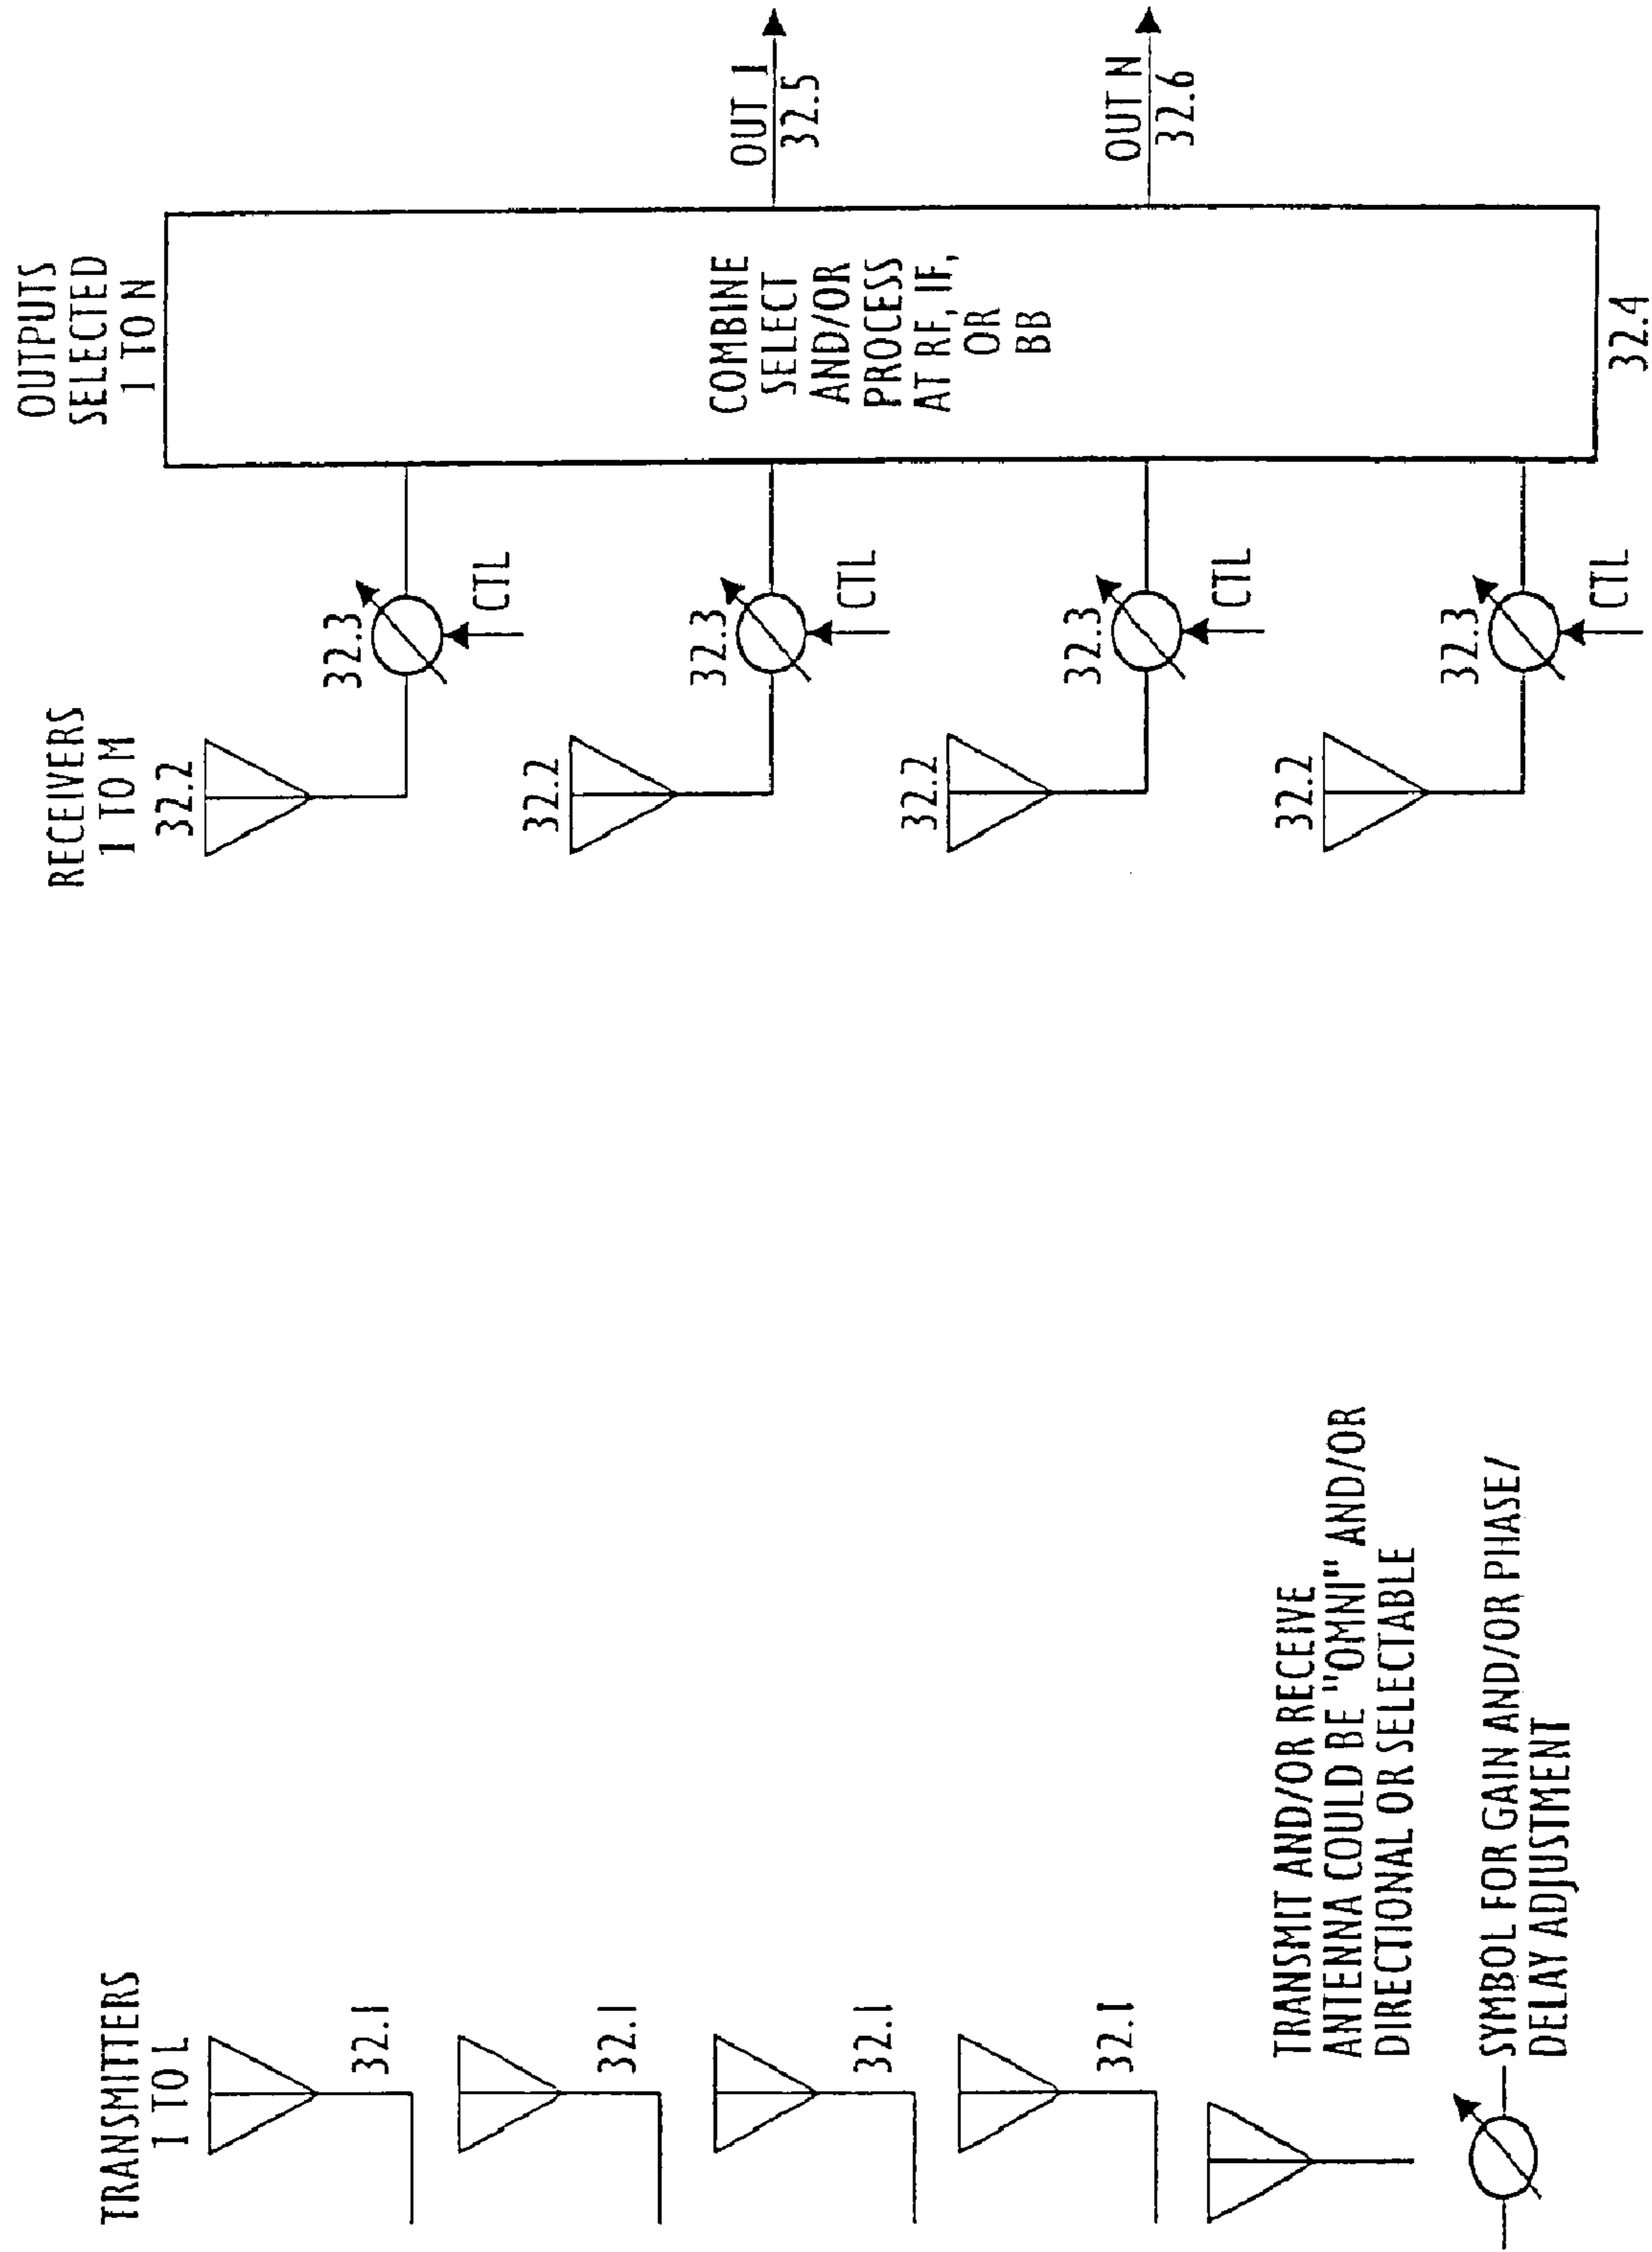 TRANSMITTERS
1 TO L
32.1
32.1
32.1
32.1
TRANSMIT AND/OR RECEIVE
ANTENNA COULD BE "OMNI" AND/OR
DIRECTIONAL OR SELECTABLE
SYMBOL FOR GAIN AND/OR PHASE/
DELAY ADJUSTMENT
RECEIVERS
1 TO M
32.2
32.3
CTL
32.2
32.3
CTL
32.2
32.3
CTL
32.2
32.3
CTL
OUTPUTS
SELECTED
1 TO N
COMBINE
SELECT
AND/OR
PROCESS
AT RF, IF,
OR
BB
32.4
OUT 1
32.5
OUT N
32.6